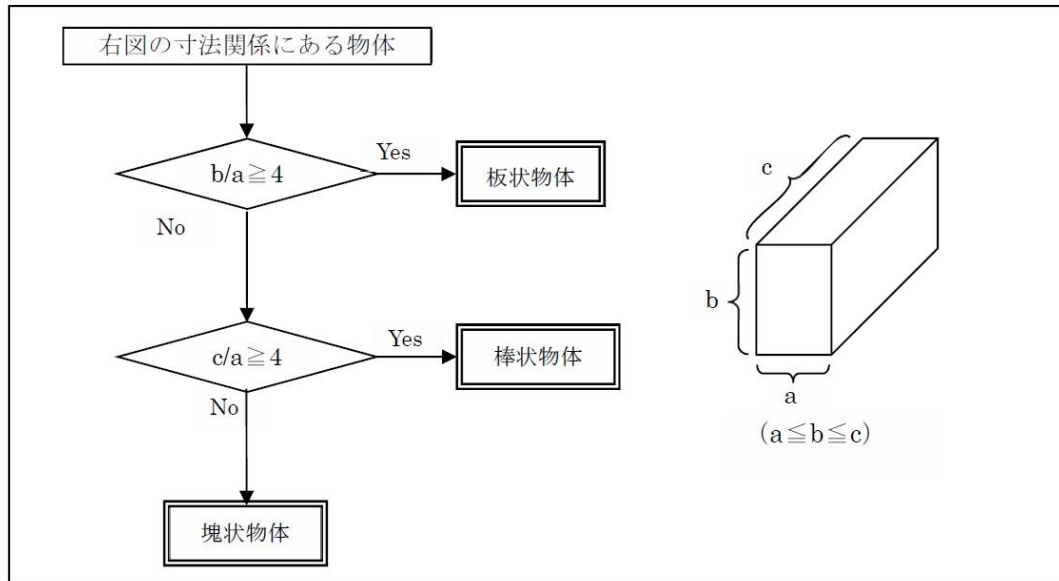 右図の寸法関係にある物体
b/a≧4
Yes
板状物体
No
c/a≧4
Yes
棒状物体
No
塊状物体
c
b
a
(a≦b≦c)